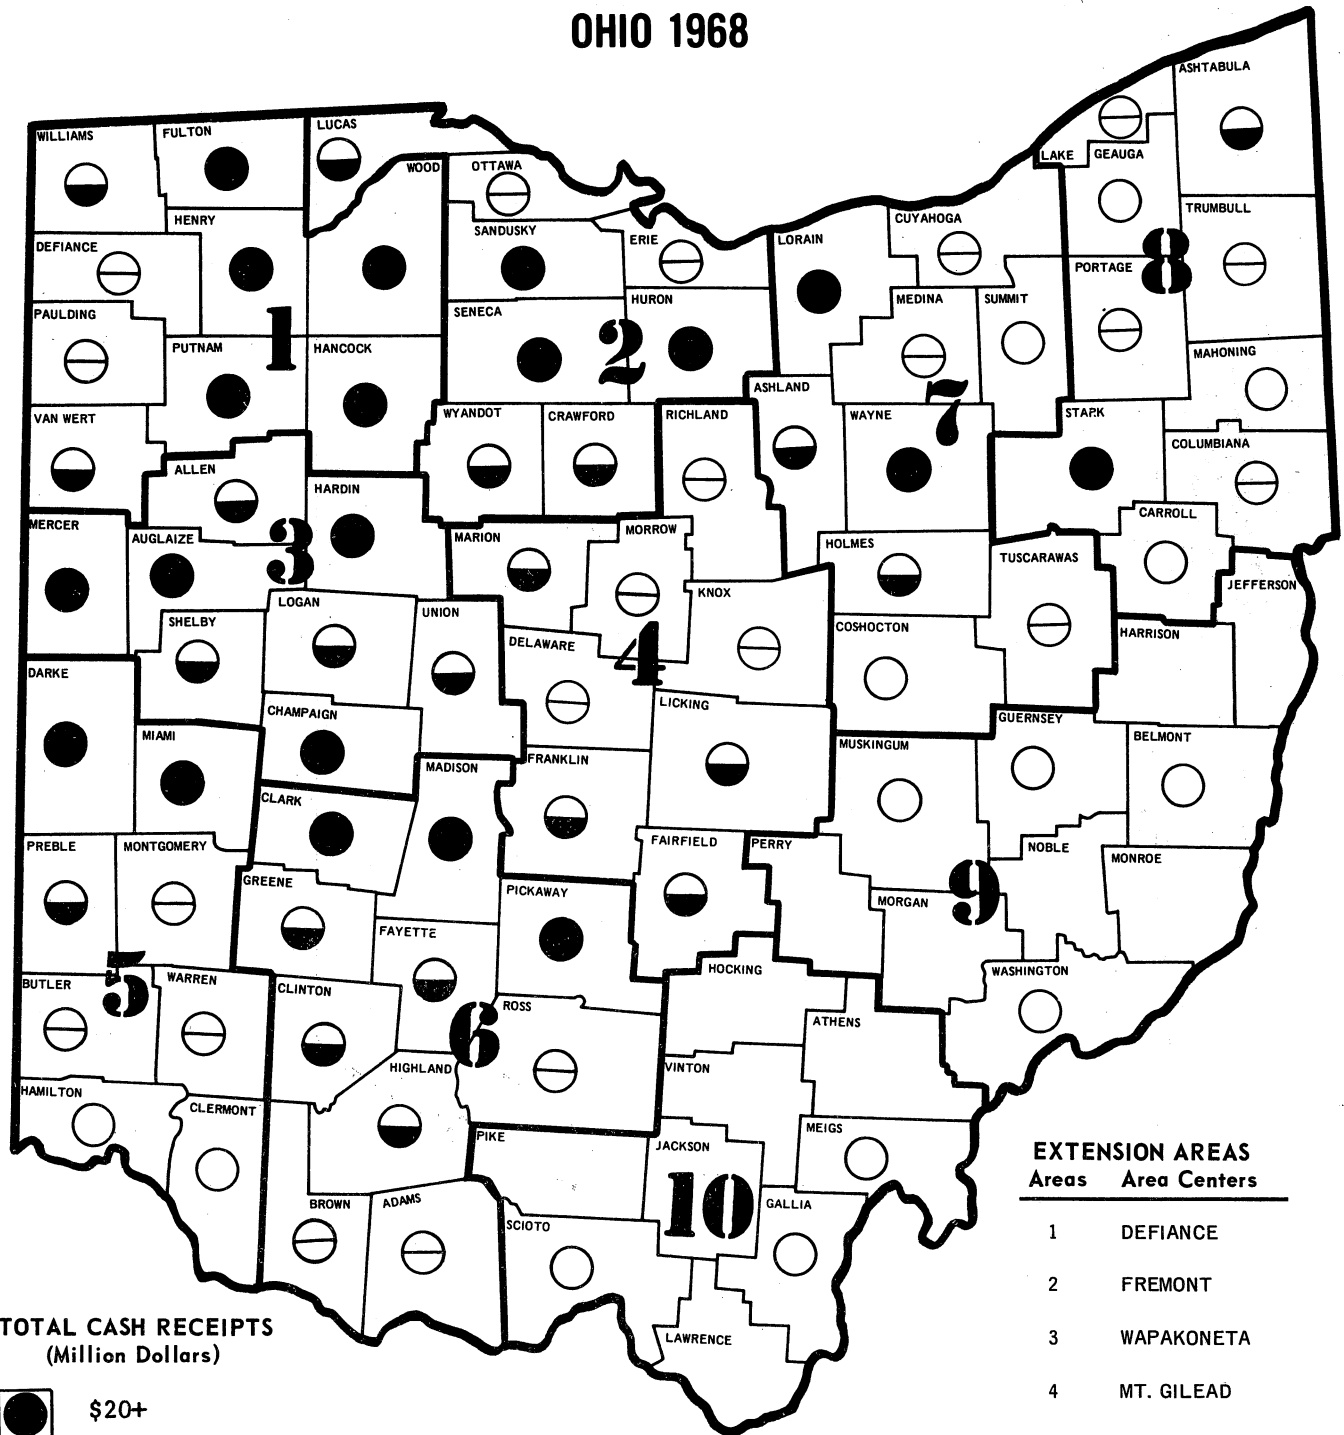 OHIO 1968
ASHTABULA
WILLIAMS
FULTON
LUCAS
LAKE
GEAUGA
WOOD
OTTAWA
HENRY
SANDUSKY
ERIE
LORAIN
CUYAHOGA
TRUMBULL
DEFIANCE
PORTAGE
8
PAULDING
SENECA
HURON
MEDINA
SUMMIT
1
2
PUTNAM
HANCOCK
MAHONING
ASHLAND
7
VAN WERT
WYANDOT
CRAWFORD
RICHLAND
WAYNE
STARK
COLUMBIANA
ALLEN
HARDIN
CARROLL
MERCER
AUGLAIZE
3
MARION
MORROW
HOLMES
TUSCARAWAS
JEFFERSON
LOGAN
UNION
KNOX
SHELBY
DELAWARE
4
COSHOCTON
HARRISON
DARKE
CHAMPAIGN
LICKING
GUERNSEY
MIAMI
MUSKINGUM
BELMONT
MADISON
FRANKLIN
CLARK
PREBLE
MONTGOMERY
FAIRFIELD
PERRY
NOBLE
MONROE
GREENE
PICKAWAY
9
MORGAN
FAYETTE
5
HOCKING
WASHINGTON
BUTLER
WARREN
CLINTON
ROSS
6
ATHENS
HIGHLAND
VINTON
HAMILTON
CLERMONT
PIKE
JACKSON
MEIGS
10
BROWN
ADAMS
SCIOTO
GALLIA
LAWRENCE
EXTENSION AREAS
Areas Area Centers
1 DEFIANCE
2 FREMONT
3 WAPAKONETA
4 MT. GILEAD
TOTAL CASH RECEIPTS
(Million Dollars)
$20+